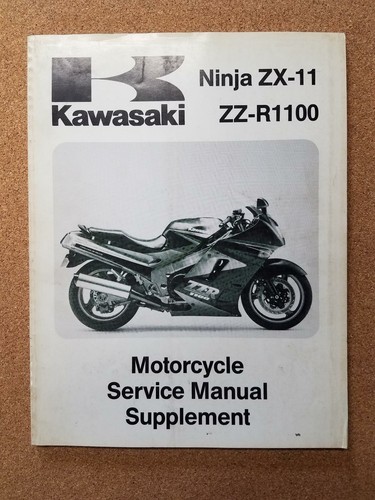 Kawasaki
Ninja ZX-11
ZZ-R1100
Motorcycle
Service Manual
Supplement